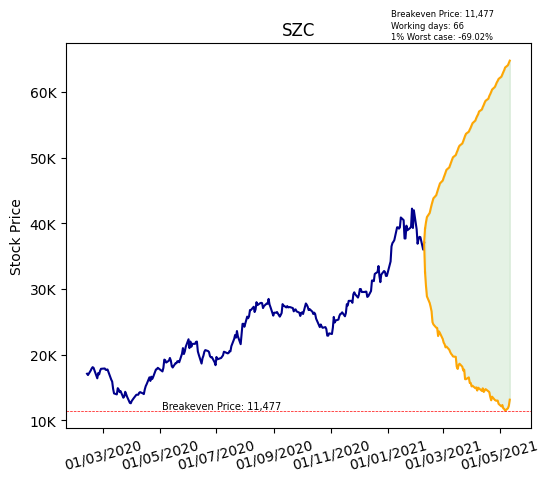 Breakeven Price: 11,477
Working days: 66
1% Worst case: -69.02%
SZC
Stock Price
60K
50K
40K
30K
20K
10K
Breakeven Price: 11,477
01/03/2020 01/05/2020 01/07/2020 01/09/2020 01/11/2020 01/01/2021 01/03/2021 01/05/2021